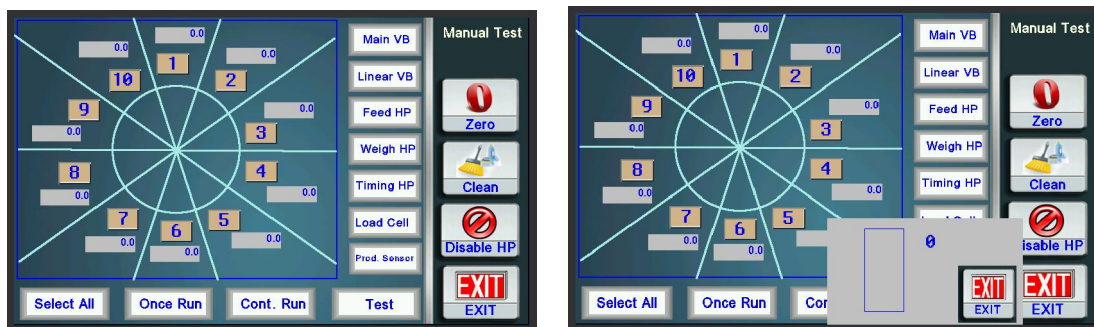 0.0
0.0
0.0
1
10
2
9
0.0
0.0
3
8
4
0.0
0.0
7
6
5
0.0
0.0
0.0
Main VB
Linear VB
Feed HP
Weigh HP
Timing HP
Load Cell
Prod. Sensor
Manual Test
Zero
Clean
Disable HP
EXIT
EXIT
Select All
Once Run
Cont. Run
Test
0.0
0.0
0.0
1
10
2
9
0.0
0.0
3
8
4
0.0
0.0
7
6
5
0.0
0.0
Main VB
Linear VB
Feed HP
Weigh HP
Timing HP
Manual Test
Zero
Clean
isable HP
EXIT
EXIT
Select All
Once Run
Co
0
EXIT
EXIT